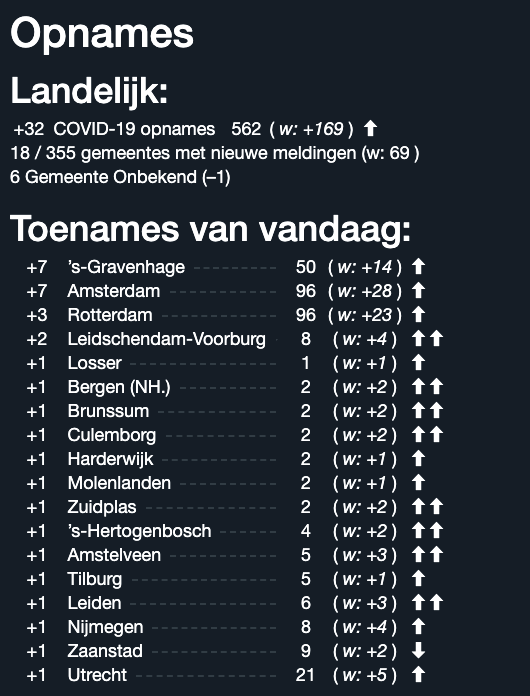 Opnames
Landelijk:
+32 COVID-19 opnames 562 ( w: +169 ) ⬆
18 / 355 gemeentes met nieuwe meldingen (w: 69 )
6 Gemeente Onbekend (–1)
Toenames van vandaag:
+7 's-Gravenhage ---------- 50 ( w: +14 ) ⬆
+7 Amsterdam ------------- 96 ( w: +28 ) ⬆
+3 Rotterdam -------------- 96 ( w: +23 ) ⬆
+2 Leidschendam-Voorburg - 8 ( w: +4 ) ⬆⬆
+1 Losser ----------------- 1 ( w: +1 ) ⬆
+1 Bergen (NH.) ----------- 2 ( w: +2 ) ⬆⬆
+1 Brunssum -------------- 2 ( w: +2 ) ⬆⬆
+1 Culemborg ------------- 2 ( w: +2 ) ⬆⬆
+1 Harderwijk ------------- 2 ( w: +1 ) ⬆
+1 Molenlanden ----------- 2 ( w: +1 ) ⬆
+1 Zuidplas --------------- 2 ( w: +2 ) ⬆⬆
+1 's-Hertogenbosch ------ 4 ( w: +2 ) ⬆⬆
+1 Amstelveen ------------ 5 ( w: +3 ) ⬆⬆
+1 Tilburg ----------------- 5 ( w: +1 ) ⬆
+1 Leiden ----------------- 6 ( w: +3 ) ⬆⬆
+1 Nijmegen -------------- 8 ( w: +4 ) ⬆
+1 Zaanstad -------------- 9 ( w: +2 ) ⬇
+1 Utrecht ---------------- 21 ( w: +5 ) ⬆